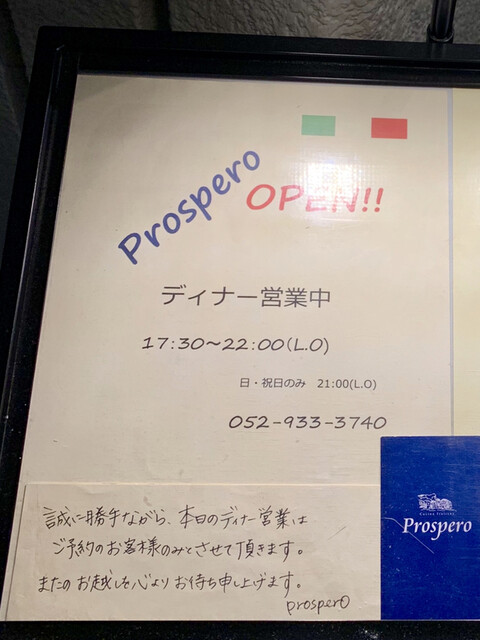 Prospero
OPEN!!
ディナー営業中
17:30～22:00(L.O)
日・祝日のみ 21:00(L.O)
052-933-3740
Prospero
誠に勝手ながら、本日のディナー営業は
ご予約のお客様のみとさせて頂きます。
またのお越しを心よりお待ち申し上げます。
prospero